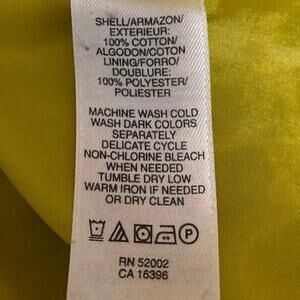 SHELL/ARMAZON/
EXTERIEUR:
100% COTTON/
ALGODON/COTON
LINING/FORRO/
DOUBLURE:
100% POLYESTER/
POLIESTER
MACHINE WASH COLD
WASH DARK COLORS
SEPARATELY
DELICATE CYCLE
NON-CHLORINE BLEACH
WHEN NEEDED
TUMBLE DRY LOW
WARM IRON IF NEEDED
OR DRY CLEAN
RN 52002
CA 16396